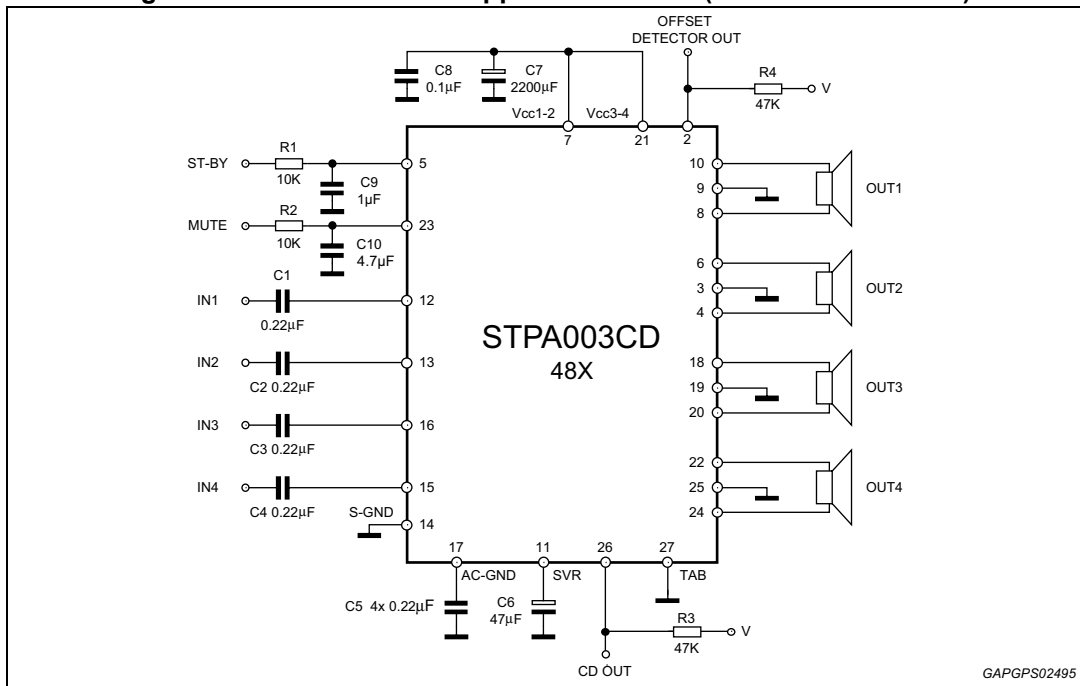 OFFSET
DETECTOR OUT
C8
0.1μF
C7
2200μF
R4
47K
V
Vcc1-2
Vcc3-4
7
21
2
ST-BY
R1
10K
5
C9
1μF
MUTE
R2
10K
23
C10
4.7μF
IN1
C1
0.22μF
12
IN2
C2 0.22μF
13
IN3
C3 0.22μF
16
IN4
C4 0.22μF
15
S-GND
14
STPA003CD
48X
10
9
8
OUT1
6
3
4
OUT2
18
19
20
OUT3
22
25
24
OUT4
17
AC-GND
11
SVR
26
27
TAB
C5 4x 0.22μF
C6
47μF
R3
47K
V
CD OUT
GAPGPS02495